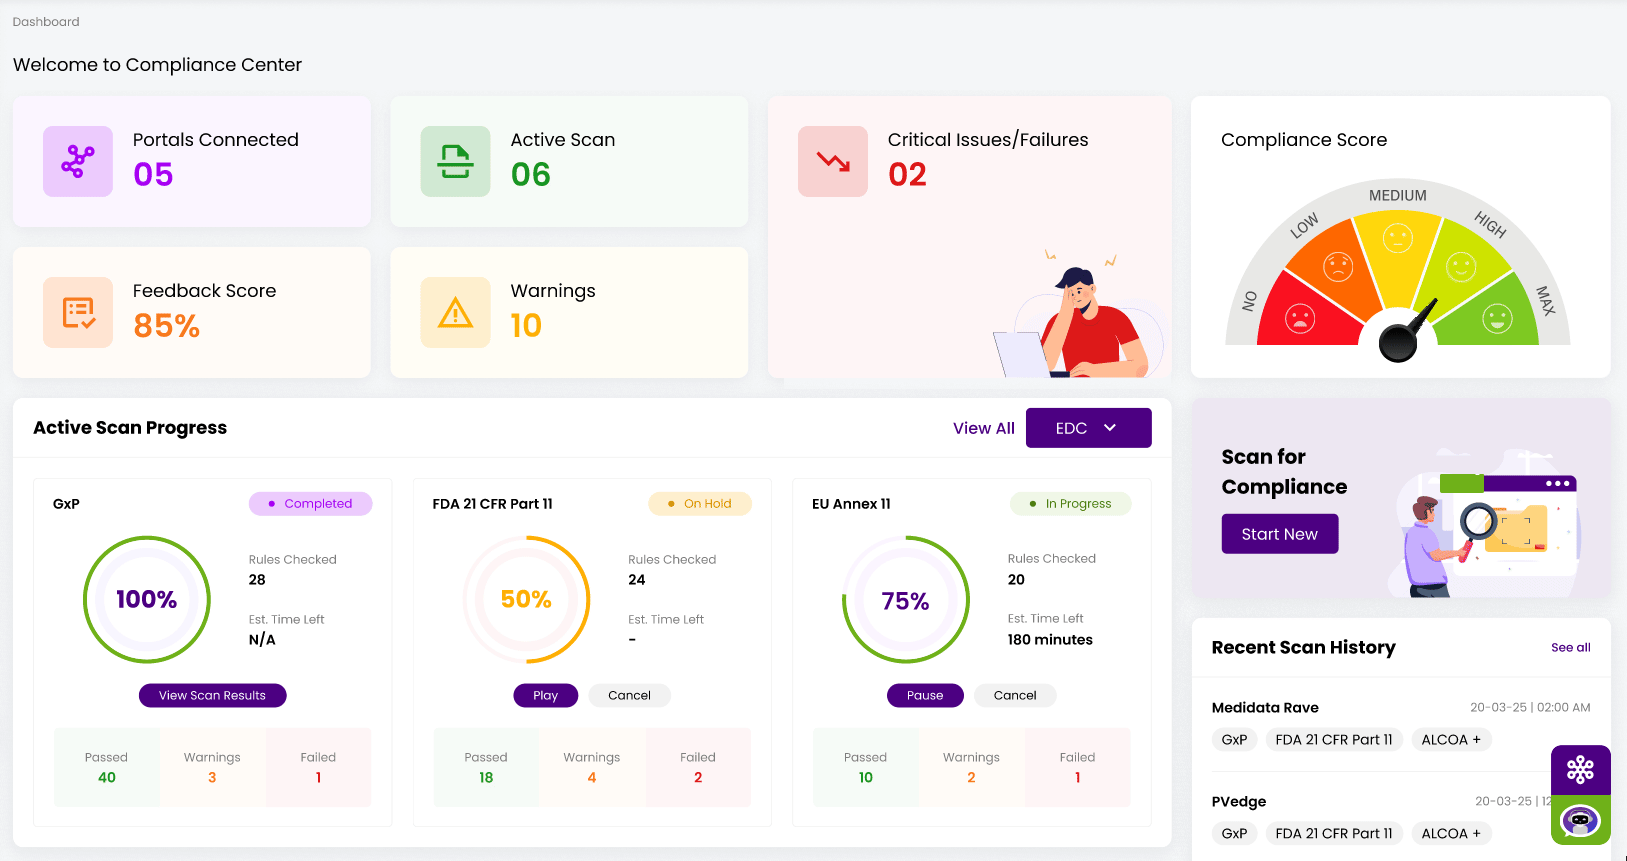 Dashboard
Welcome to Compliance Center
Portals Connected
05
Active Scan
06
Critical Issues/Failures
02
Compliance Score
NO
LOW
MEDIUM
HIGH
MAX
Feedback Score
85%
Warnings
10
Active Scan Progress
View All
EDC
GxP
Completed
100%
Rules Checked
28
Est. Time Left
N/A
View Scan Results
Passed
40
Warnings
3
Failed
1
FDA 21 CFR Part 11
On Hold
50%
Rules Checked
24
Est. Time Left
-
Play
Cancel
Passed
18
Warnings
4
Failed
2
EU Annex 11
In Progress
75%
Rules Checked
20
Est. Time Left
180 minutes
Pause
Cancel
Passed
10
Warnings
2
Failed
1
Scan for
Compliance
Start New
Recent Scan History
See all
Medidata Rave
20-03-25 | 02:00 AM
GxP
FDA 21 CFR Part 11
ALCOA +
PVedge
20-03-25 | 12
GxP
FDA 21 CFR Part 11
ALCOA +